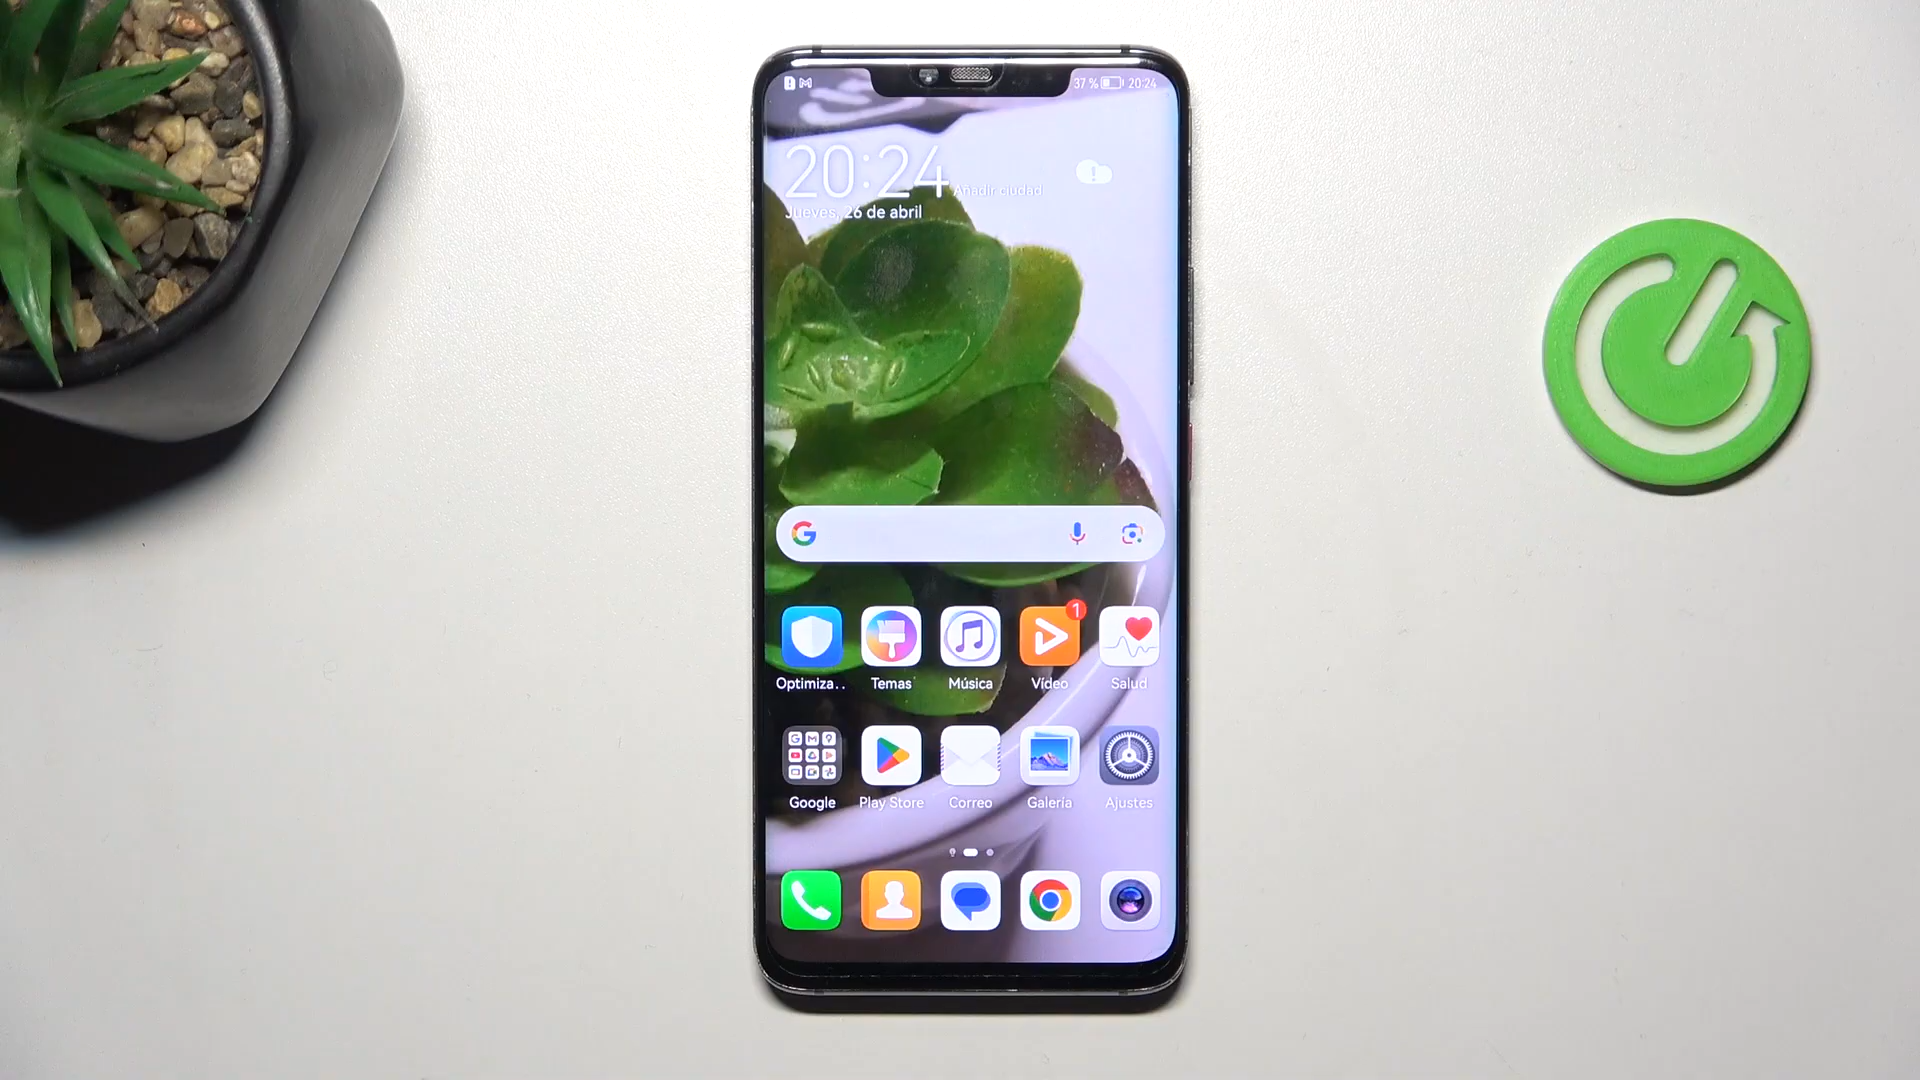 37 % 20:24
20:24 Añadir ciudad
Jueves, 26 de abril
Optimiza..
Temas
Música
Vídeo
1
Salud
Google
Play Store
Correo
Galería
Ajustes